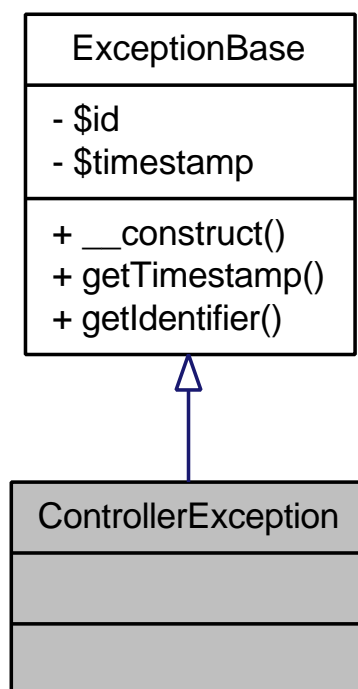 ExceptionBase
- $id
- $timestamp
+ __construct()
+ getTimestamp()
+ getIdentifier()
ControllerException